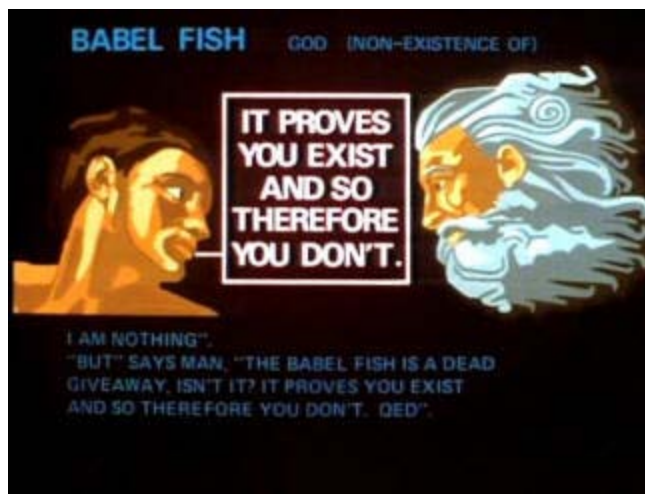 BABEL FISH GOD (NON-EXISTENCE OF)
IT PROVES
YOU EXIST
AND SO
THEREFORE
YOU DON'T.
I AM NOTHING".
"BUT" SAYS MAN, "THE BABEL FISH IS A DEAD
GIVEAWAY, ISN'T IT? IT PROVES YOU EXIST
AND SO THEREFORE YOU DON'T. QED".